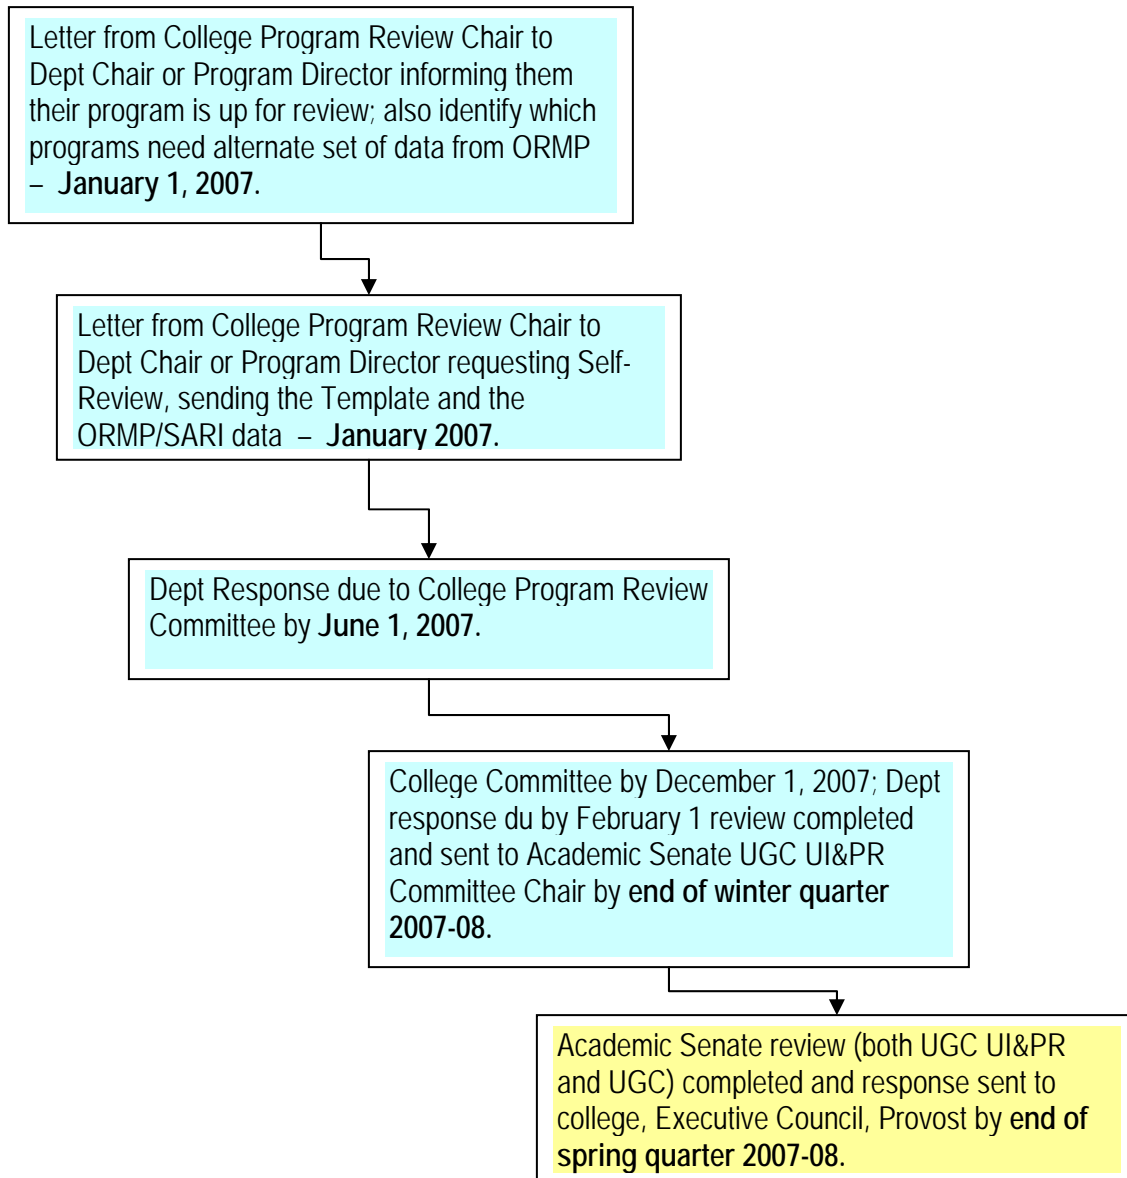 Letter from College Program Review Chair to
Dept Chair or Program Director informing them
their program is up for review; also identify which
programs need alternate set of data from ORMP
– January 1, 2007.
Letter from College Program Review Chair to
Dept Chair or Program Director requesting Self-
Review, sending the Template and the
ORMP/SARI data – January 2007.
Dept Response due to College Program Review
Committee by June 1, 2007.
College Committee by December 1, 2007; Dept
response du by February 1 review completed
and sent to Academic Senate UGC UI&PR
Committee Chair by end of winter quarter
2007-08.
Academic Senate review (both UGC UI&PR
and UGC) completed and response sent to
college, Executive Council, Provost by end of
spring quarter 2007-08.